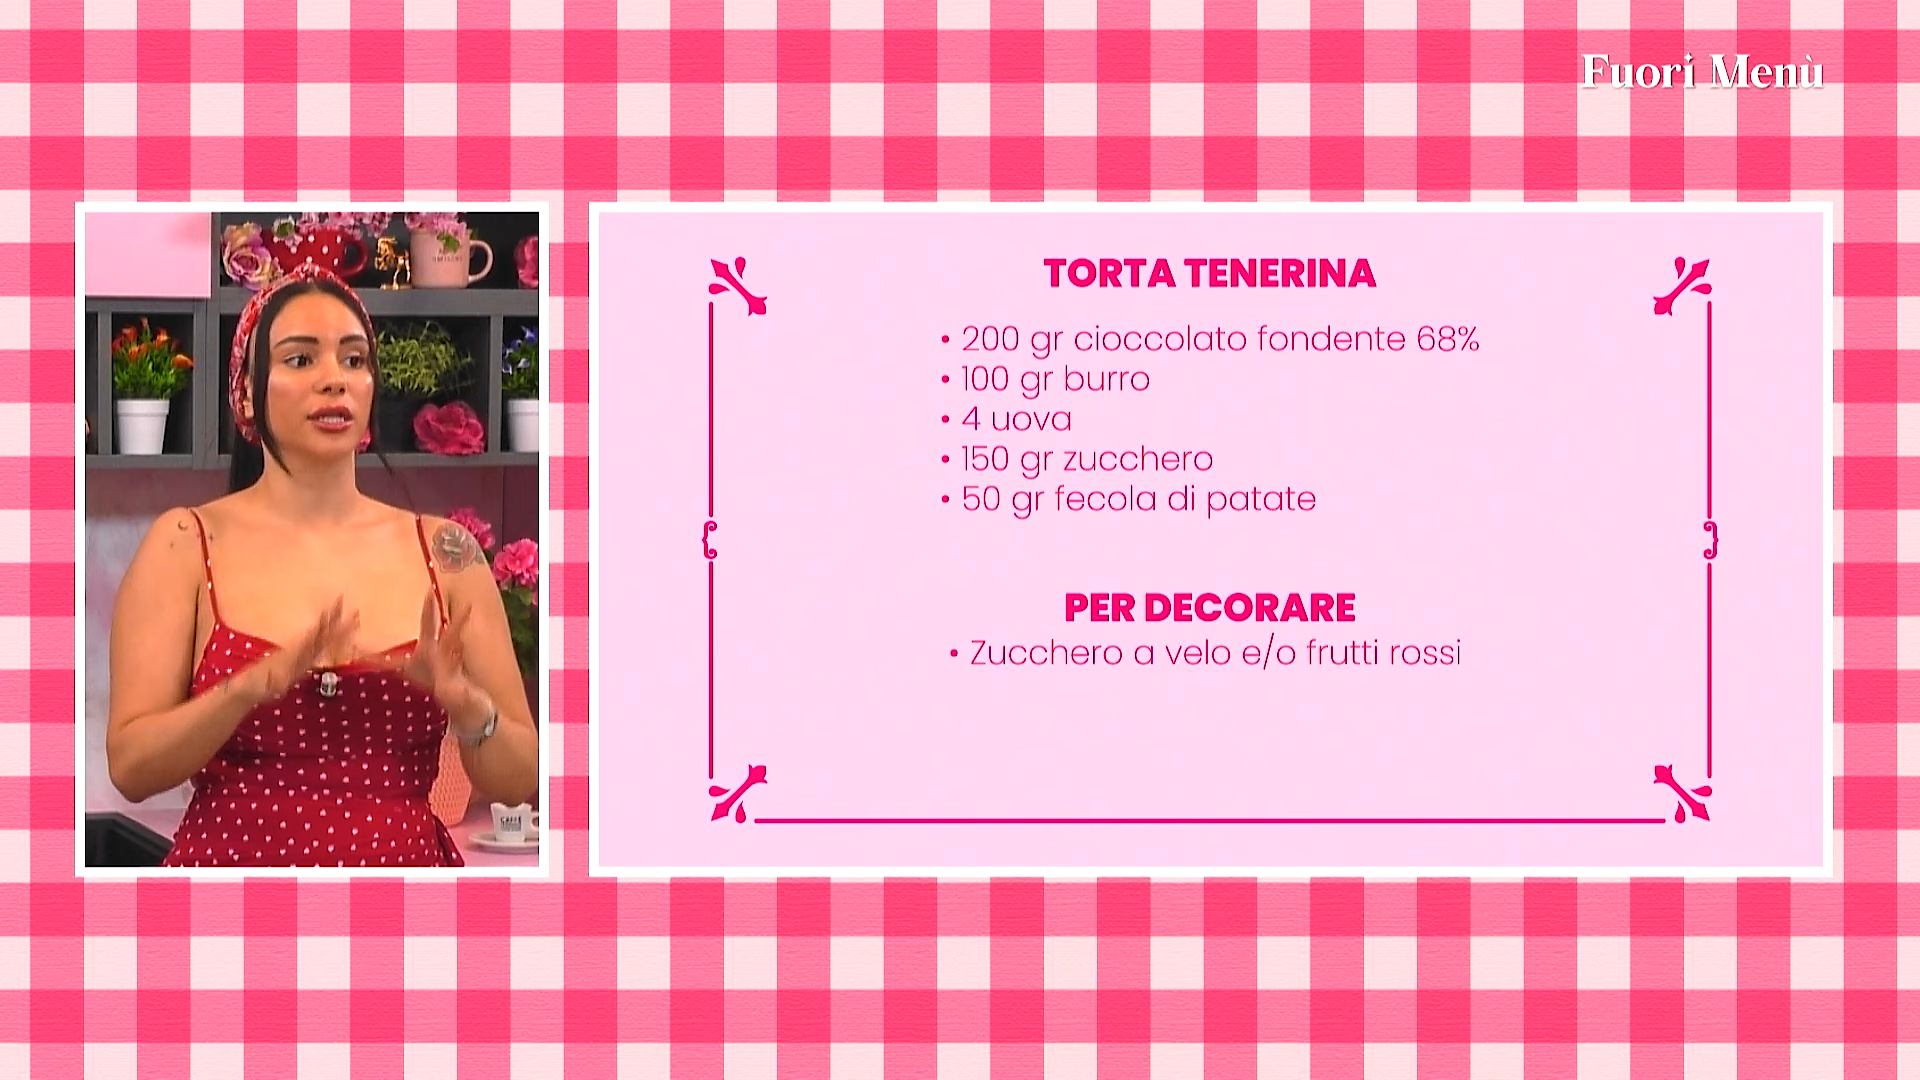 Fuori Menù
TORTA TENERINA
• 200 gr cioccolato fondente 68%
• 100 gr burro
• 4 uova
• 150 gr zucchero
• 50 gr fecola di patate
PER DECORARE
• Zucchero a velo e/o frutti rossi